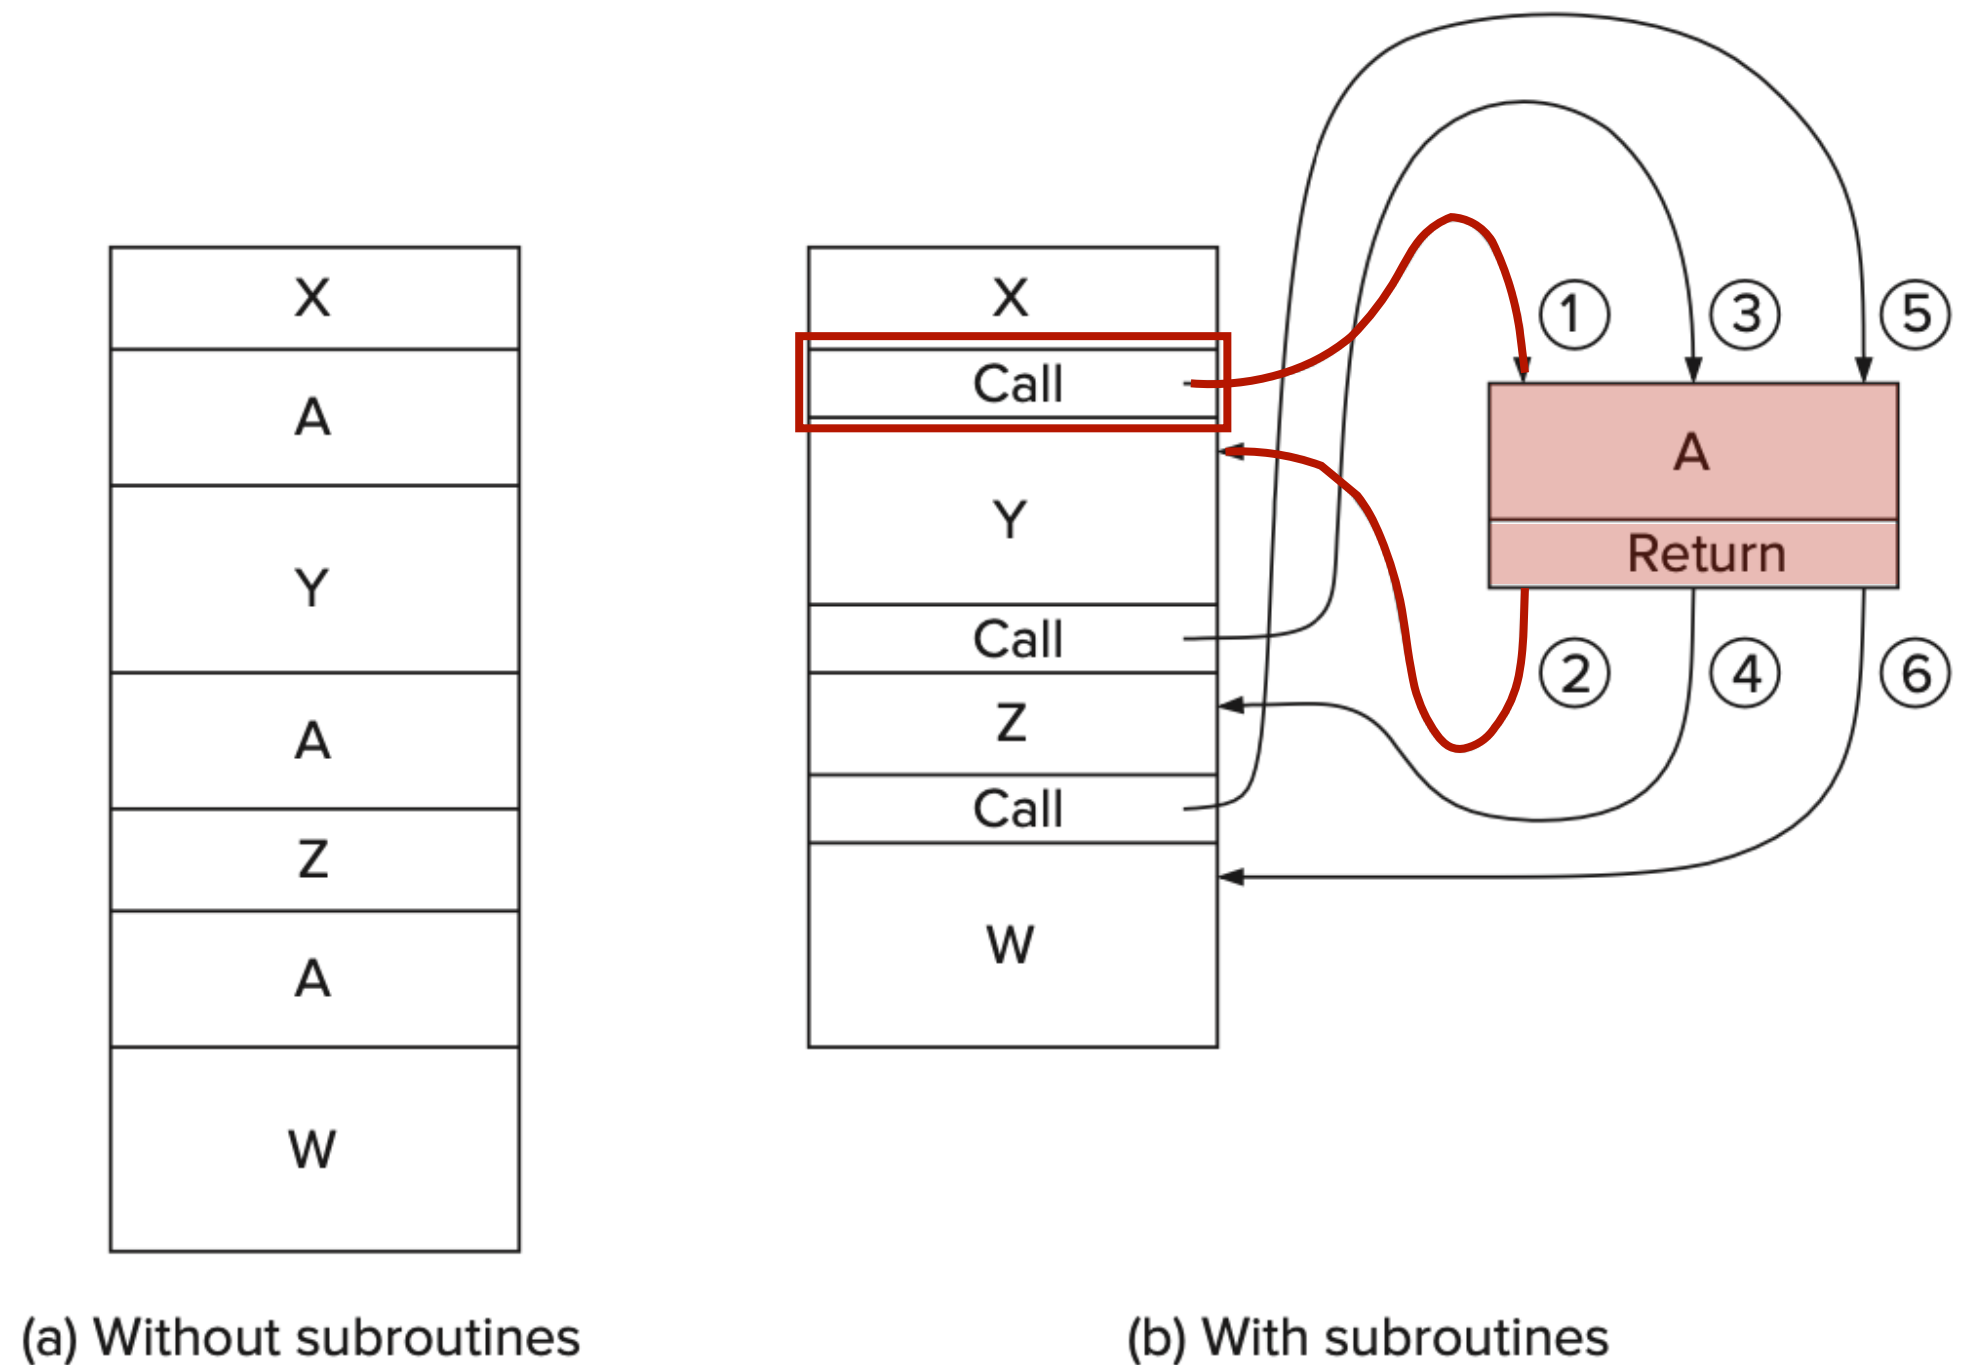 X
A
Y
A
Z
A
W
(a) Without subroutines
X
Call
Y
Call
Z
Call
W
1 3 5
A
Return
2 4 6
(b) With subroutines